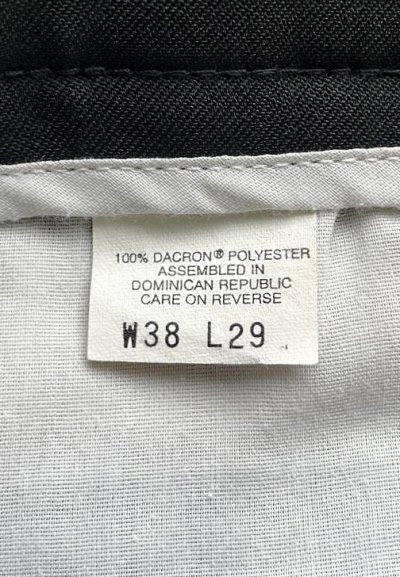 100% DACRON® POLYESTER
ASSEMBLED IN
DOMINICAN REPUBLIC
CARE ON REVERSE
W38 L29